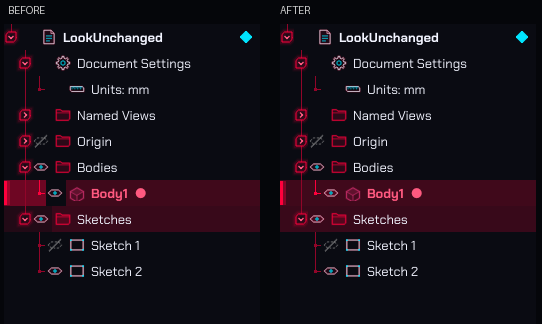 BEFORE
LookUnchanged
Document Settings
Units: mm
Named Views
Origin
Bodies
Body1
Sketches
Sketch 1
Sketch 2
AFTER
LookUnchanged
Document Settings
Units: mm
Named Views
Origin
Bodies
Body1
Sketches
Sketch 1
Sketch 2